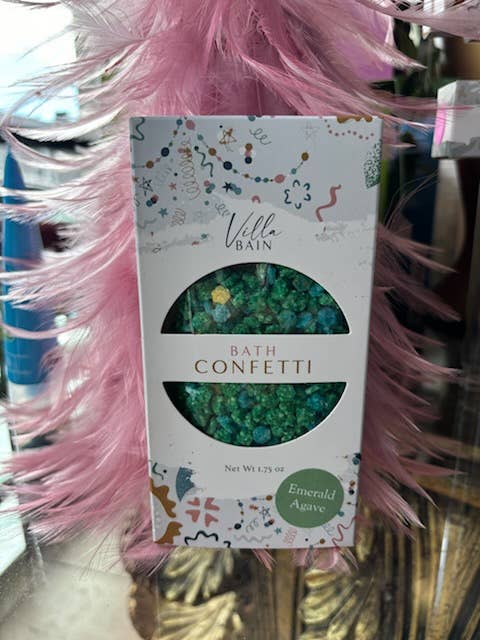 Villa
BAIN
BATH
CONFETTI
Net Wt 1.75 oz
Emerald
Agave